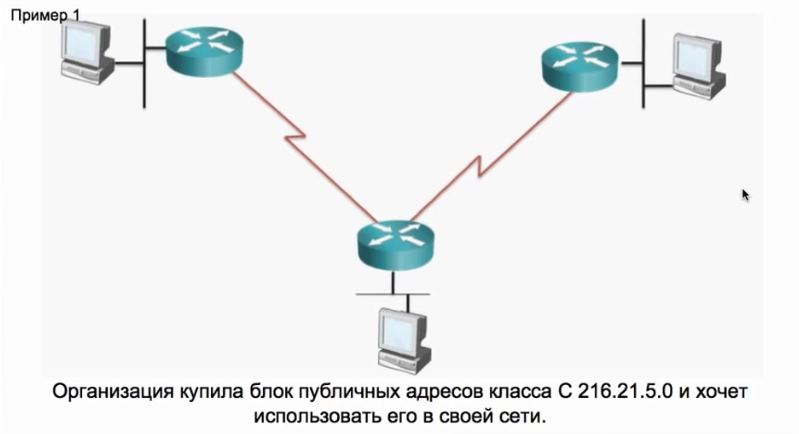 Пример 1
Организация купила блок публичных адресов класса C 216.21.5.0 и хочет
использовать его в своей сети.